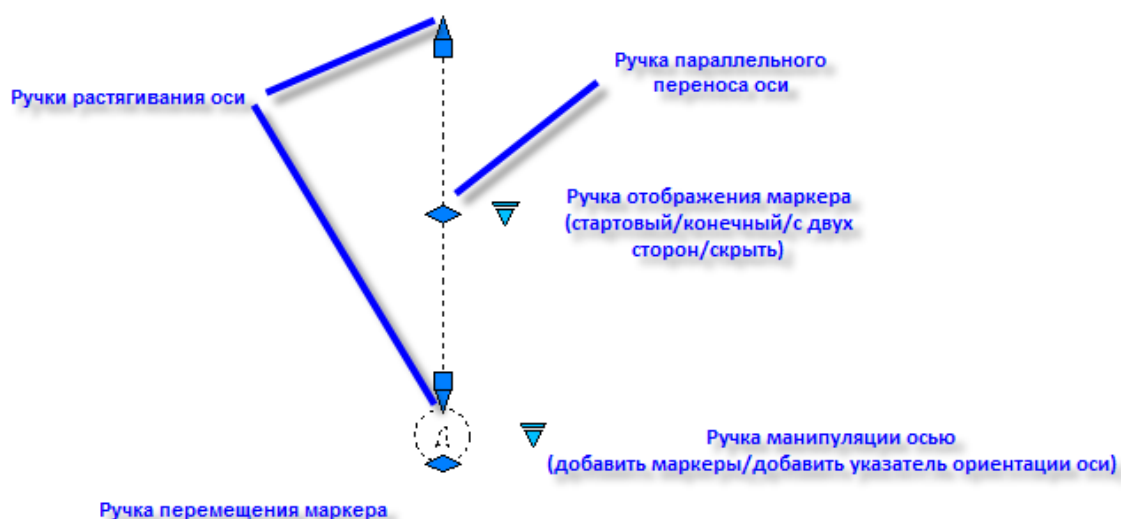 Ручка параллельного
переноса оси
Ручки растягивания оси
Ручка отображения маркера
(стартовый/конечный/с двух
сторон/скрыть)
А
Ручка манипуляции осью
(добавить маркеры/добавить указатель ориентации оси)
Ручка перемещения маркера